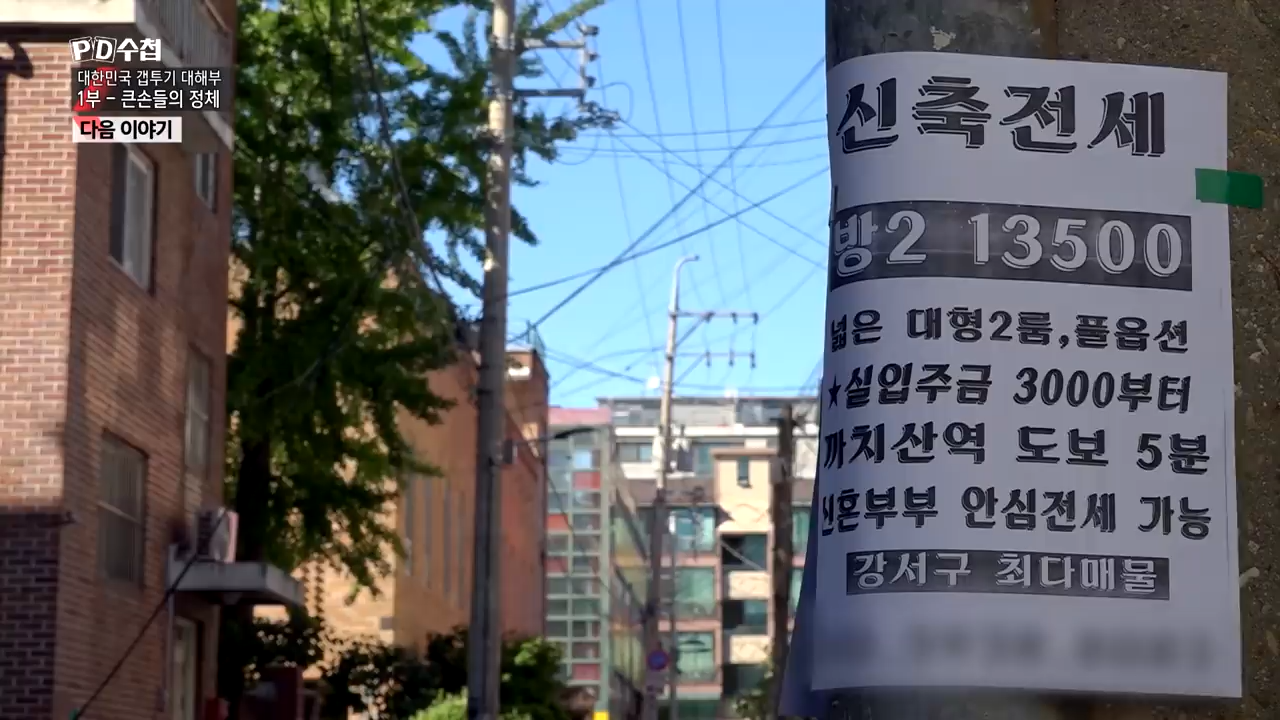 PD수첩
대한민국 갭투기 대해부
1부 - 큰손들의 정체
다음 이야기
신축전세
방2 13500
넓은 대형2룸,풀옵션
★실입주금 3000부터
까치산역 도보 5분
신혼부부 안심전세 가능
강서구 최다매물